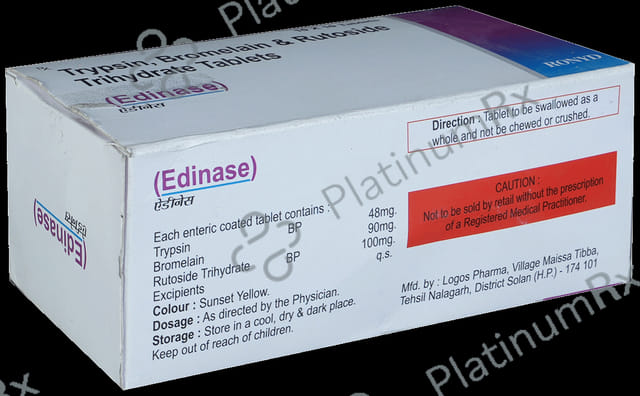 Trypsin, Bromelain & Rutoside
Trihydrate Tablets
(Edinase)
ऐडीनेस
RONYD
Direction : Tablet to be swallowed as a
whole and not be chewed or crushed.
(Edinase)
ऐडीनेस
Each enteric coated tablet contains :
Trypsin BP 48mg.
Bromelain 90mg.
Rutoside Trihydrate BP 100mg.
Excipients q.s.
Colour : Sunset Yellow.
Dosage : As directed by the Physician.
Storage : Store in a cool, dry & dark place.
Keep out of reach of children.
CAUTION :
Not to be sold by retail without the prescription
of a Registered Medical Practitioner.
Mfd. by : Logos Pharma, Village Maissa Tibba,
Tehsil Nalagarh, District Solan (H.P.) - 174 101
(Edinase)
ऐडीनेस
PlatinumRx
PlatinumRx
PlatinumRx